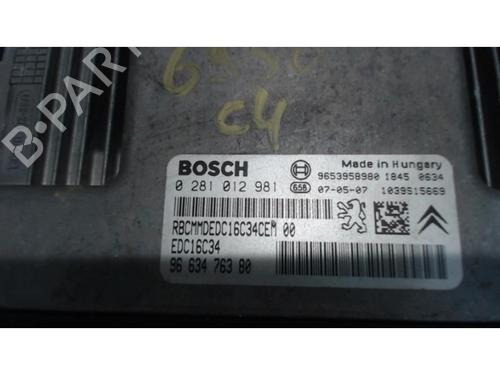 B-PARTS
C4
BOSCH
Made in Hungary
9653958980 1845 0634
0 281 012 981
658 07-05-07 1039S15669
RBCMMDEDC16C34CEM 00
EDC16C34
96 634 763 80